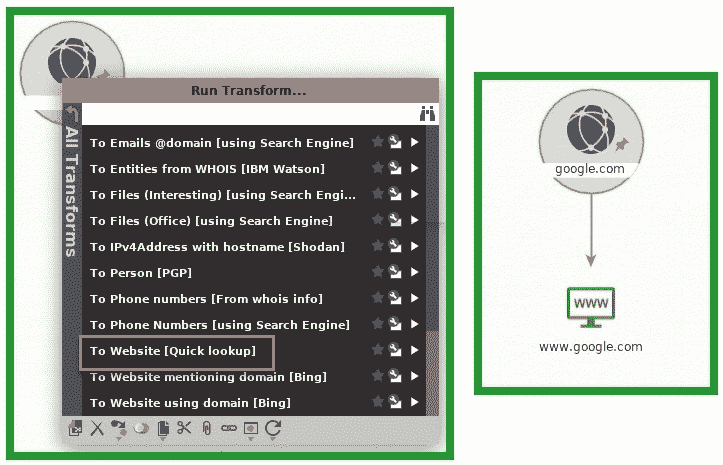 Run Transform...
All Transforms
To Emails @domain [using Search Engine]
To Entities from WHOIS [IBM Watson]
To Files (Interesting) [using Search Engi...
To Files (Office) [using Search Engine]
To IPv4Address with hostname [Shodan]
To Person [PGP]
To Phone numbers [From whois info]
To Phone Numbers [using Search Engine]
To Website [Quick lookup]
To Website mentioning domain [Bing]
To Website using domain [Bing]
google.com
WWW
www.google.com